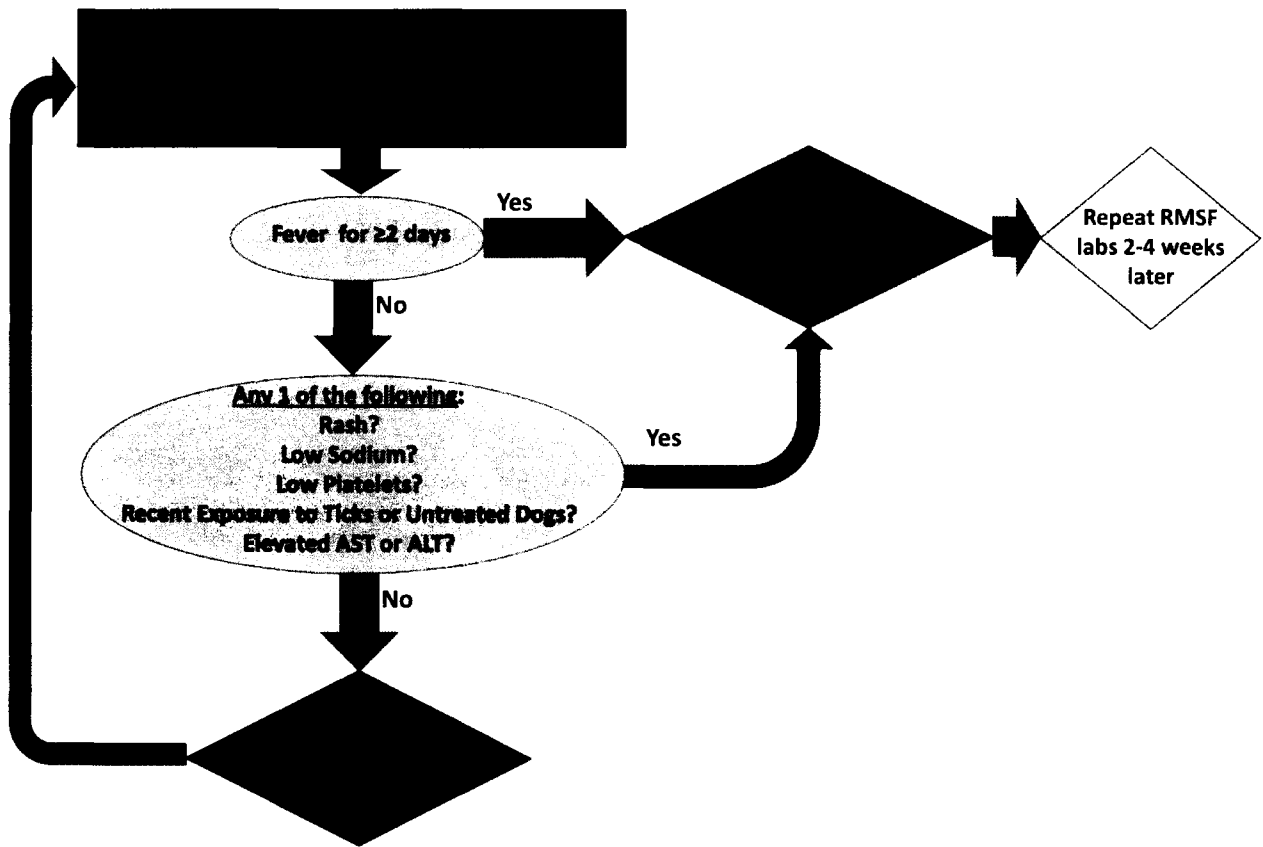 Fever for ≥2 days
Yes
Repeat RMSF
labs 2-4 weeks
later
No
Any 1 of the following:
Rash?
Low Sodium?
Low Platelets?
Recent Exposure to Ticks or Untreated Dogs?
Elevated AST or ALT?
Yes
No